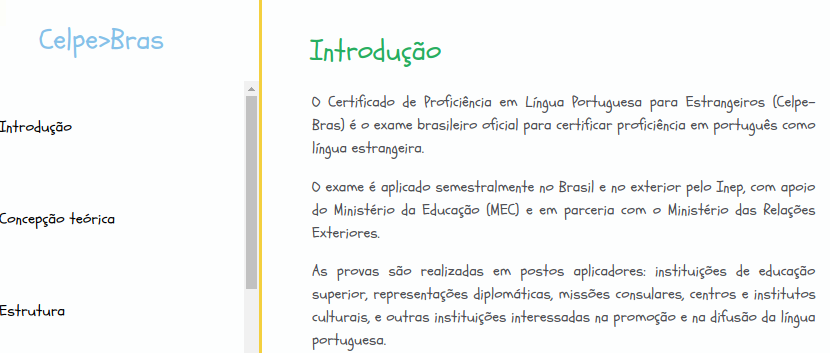 Celpe>Bras
Introdução
Concepção teórica
Estrutura
Introdução
O Certificado de Proficiência em Língua Portuguesa para Estrangeiros (Celpe-
Bras) é o exame brasileiro oficial para certificar proficiência em português como
língua estrangeira.
O exame é aplicado semestralmente no Brasil e no exterior pelo Inep, com apoio
do Ministério da Educação (MEC) e em parceria com o Ministério das Relações
Exteriores.
As provas são realizadas em postos aplicadores: instituições de educação
superior, representações diplomáticas, missões consulares, centros e institutos
culturais, e outras instituições interessadas na promoção e na difusão da língua
portuguesa.